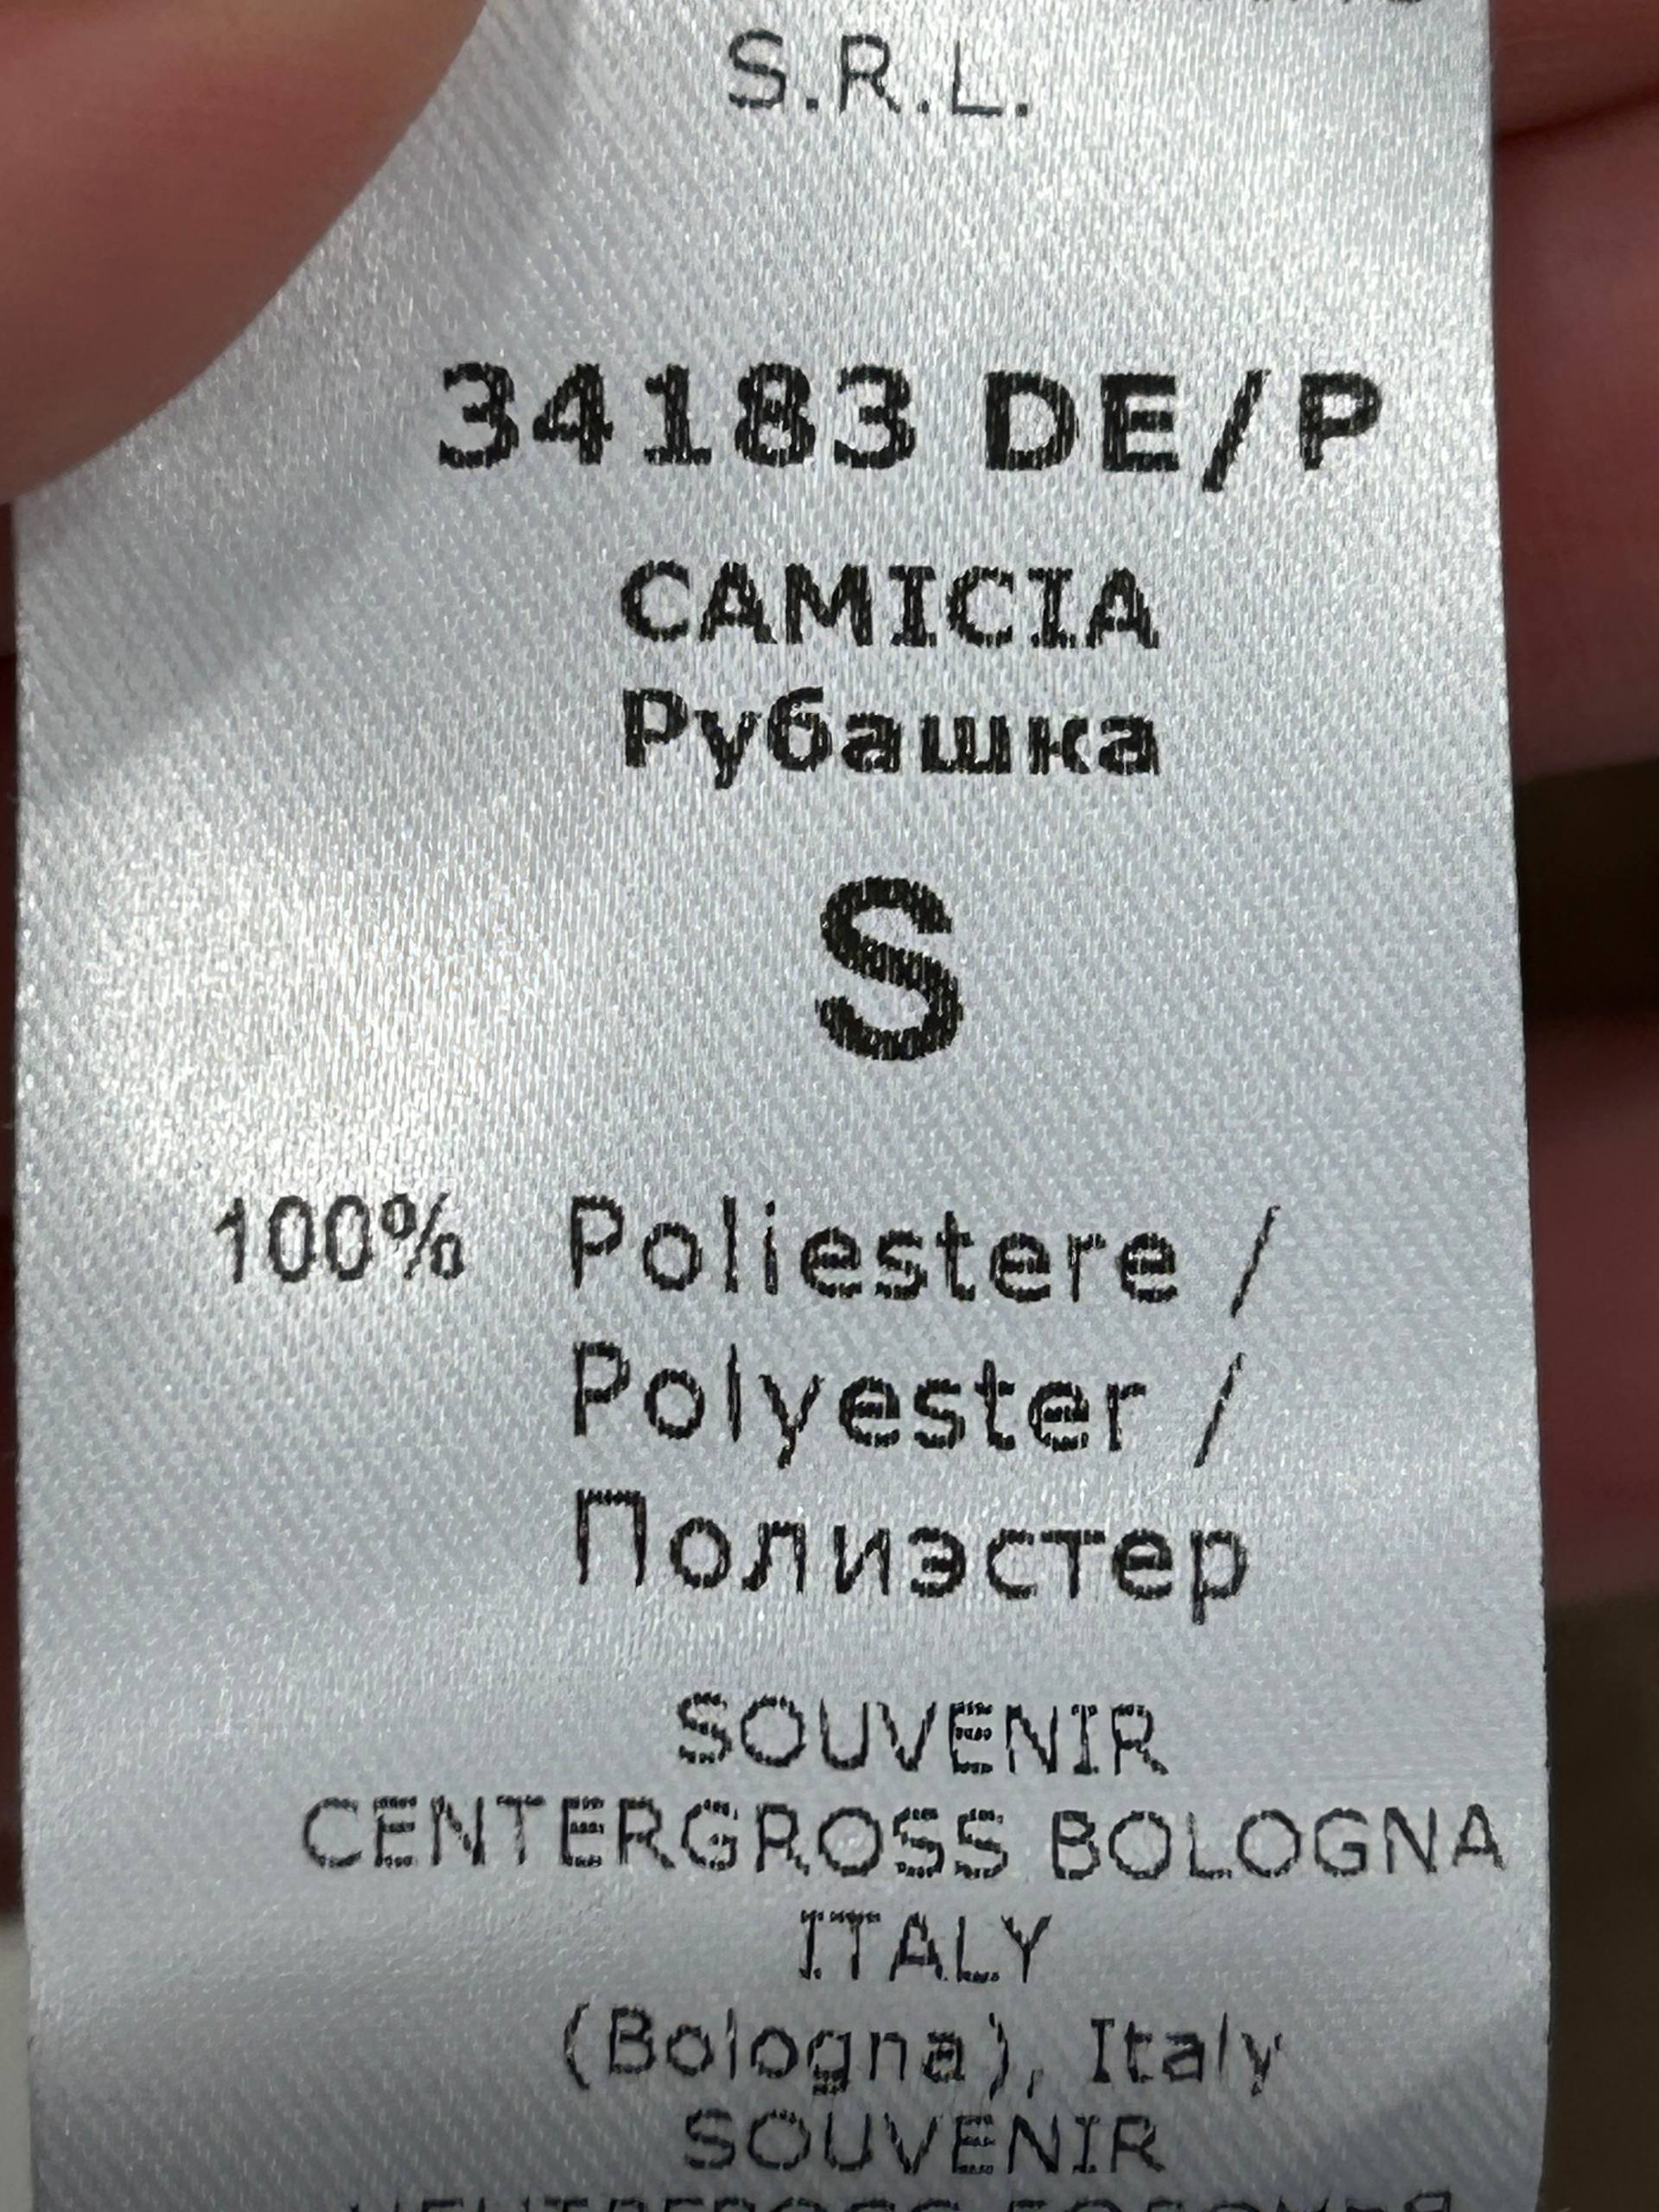 S.R.L.
34183 DE/P
CAMICIA
Рубашка
S
100% Poliestere /
Polyester /
Полиэстер
SOUVENIR
CENTERGROSS BOLOGNA
ITALY
(Bologna), Italy
SOUVENIR